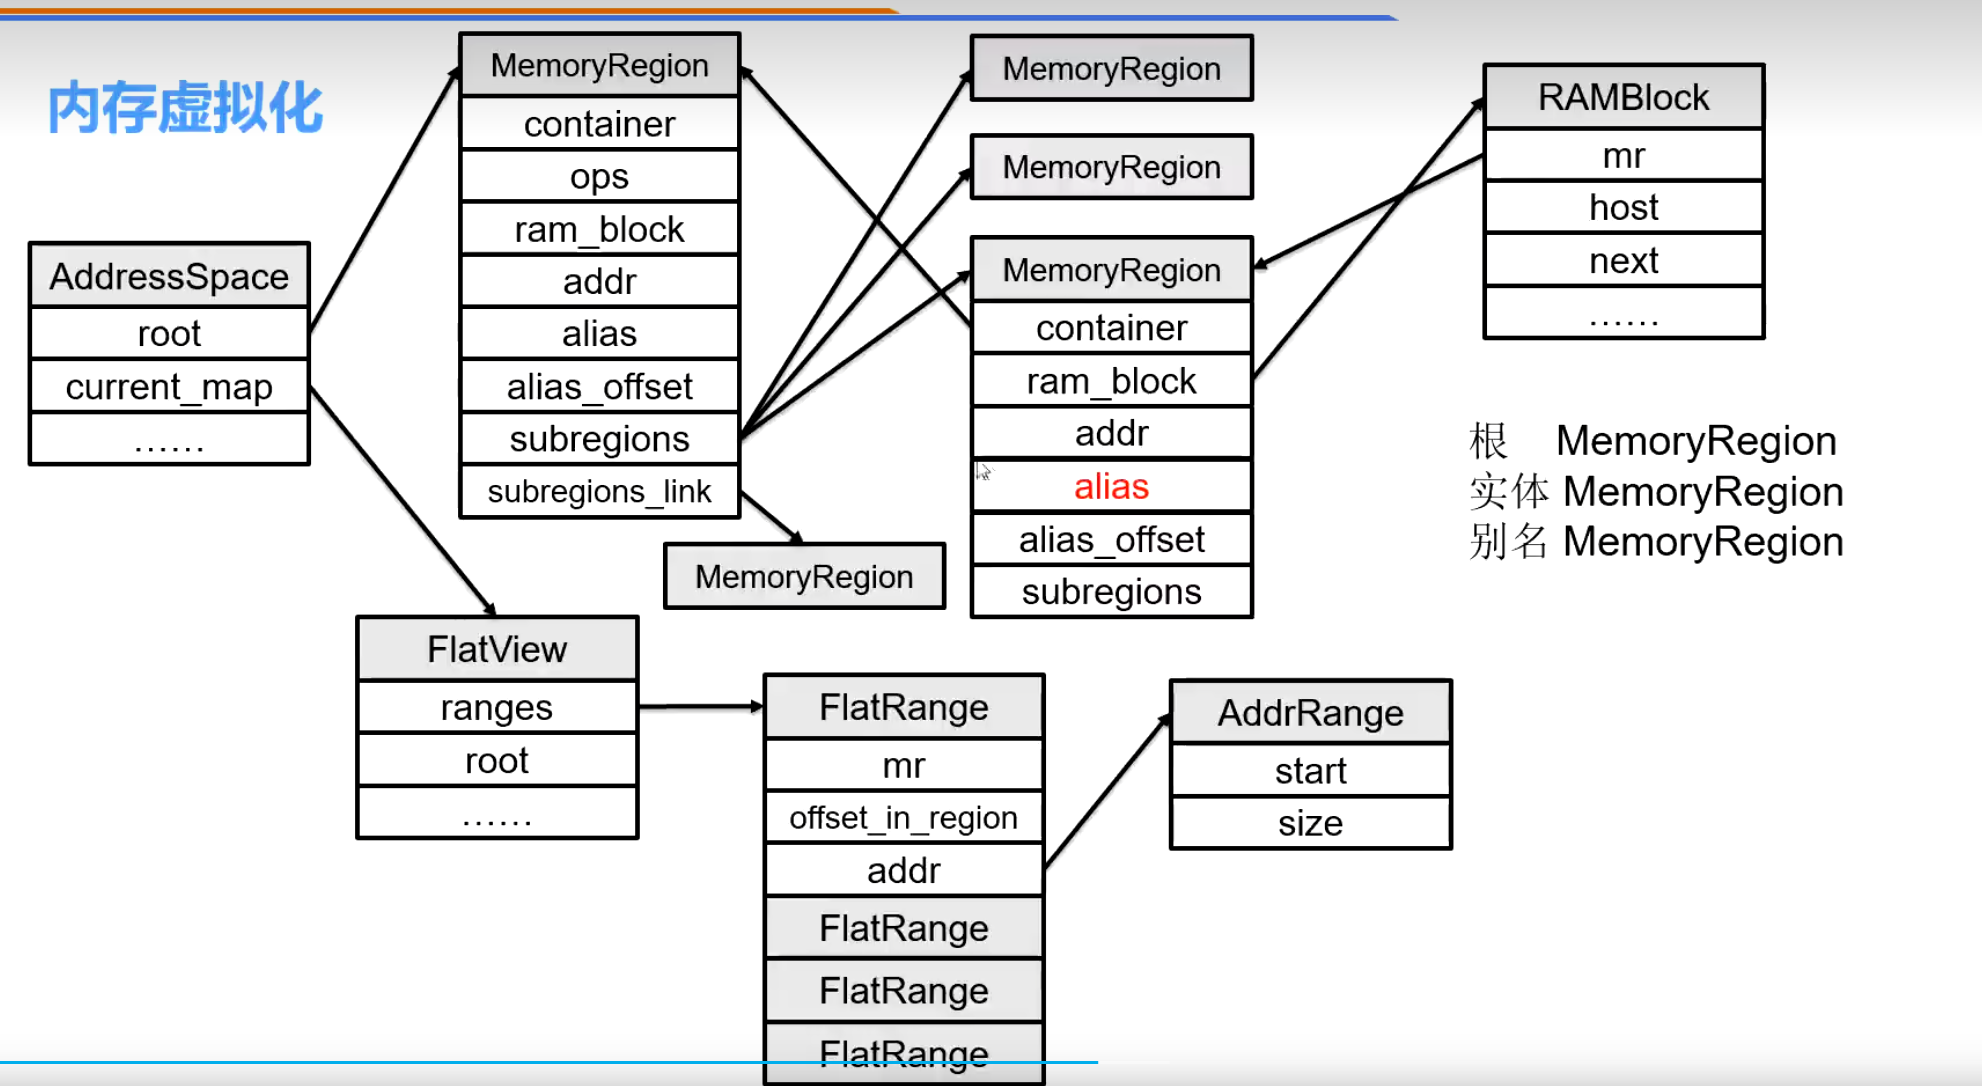 内存虚拟化
AddressSpace
root
current_map
......
MemoryRegion
container
ops
ram_block
addr
alias
alias_offset
subregions
subregions_link
MemoryRegion
MemoryRegion
MemoryRegion
MemoryRegion
container
ram_block
addr
alias
alias_offset
subregions
RAMBlock
mr
host
next
......
根 MemoryRegion
实体 MemoryRegion
别名 MemoryRegion
FlatView
ranges
root
......
FlatRange
mr
offset_in_region
addr
FlatRange
FlatRange
FlatRange
AddrRange
start
size